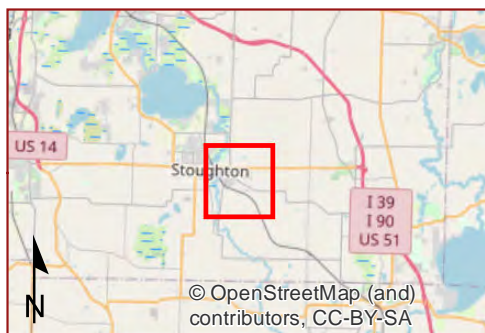 US 14
Stoughton
I 39
I 90
US 51
N
© OpenStreetMap (and)
contributors, CC-BY-SA